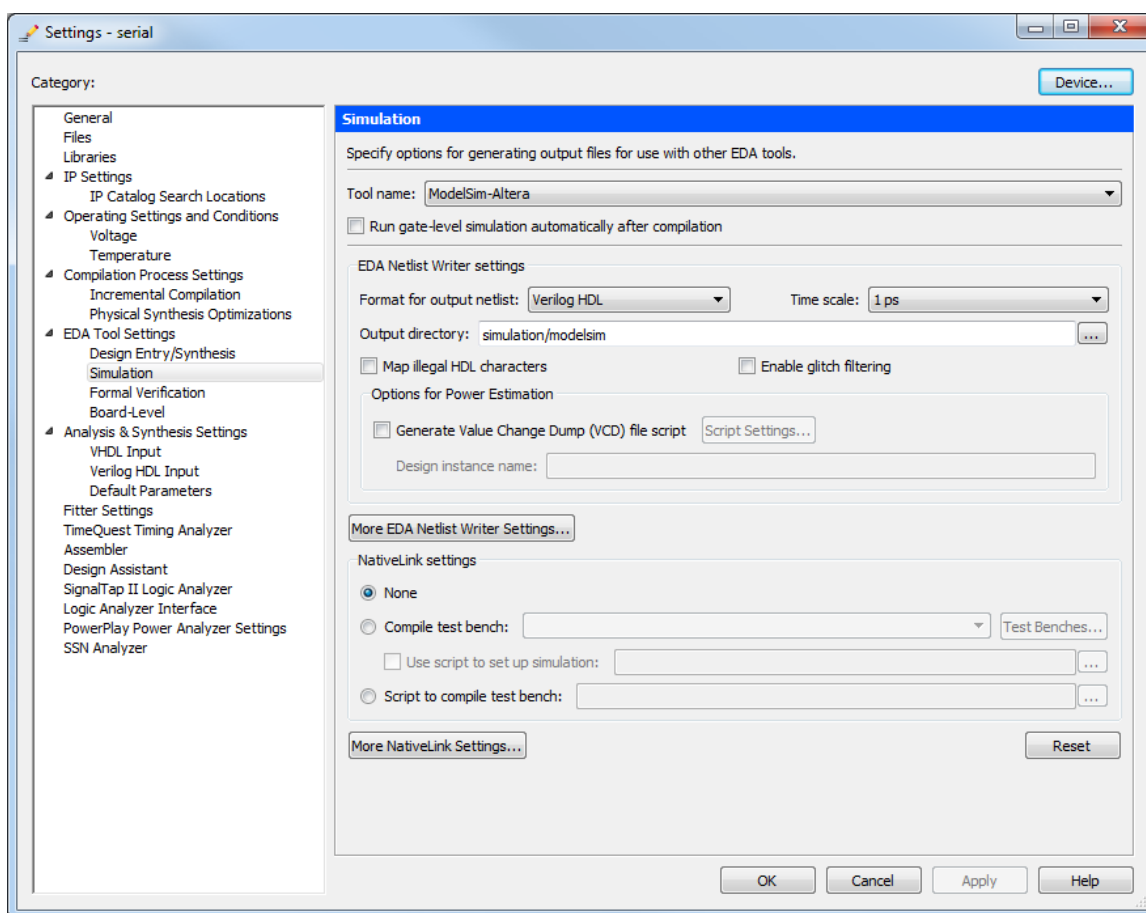 Settings - serial
Category:
Device...
General
Files
Libraries
IP Settings
IP Catalog Search Locations
Operating Settings and Conditions
Voltage
Temperature
Compilation Process Settings
Incremental Compilation
Physical Synthesis Optimizations
EDA Tool Settings
Design Entry/Synthesis
Simulation
Formal Verification
Board-Level
Analysis & Synthesis Settings
VHDL Input
Verilog HDL Input
Default Parameters
Fitter Settings
TimeQuest Timing Analyzer
Assembler
Design Assistant
SignalTap II Logic Analyzer
Logic Analyzer Interface
PowerPlay Power Analyzer Settings
SSN Analyzer
Simulation
Specify options for generating output files for use with other EDA tools.
Tool name: ModelSim-Altera
Run gate-level simulation automatically after compilation
EDA Netlist Writer settings
Format for output netlist: Verilog HDL Time scale: 1 ps
Output directory: simulation/modelsim ...
Map illegal HDL characters Enable glitch filtering
Options for Power Estimation
Generate Value Change Dump (VCD) file script Script Settings...
Design instance name:
More EDA Netlist Writer Settings...
NativeLink settings
None
Compile test bench: Test Benches...
Use script to set up simulation: ...
Script to compile test bench: ...
More NativeLink Settings... Reset
OK Cancel Apply Help